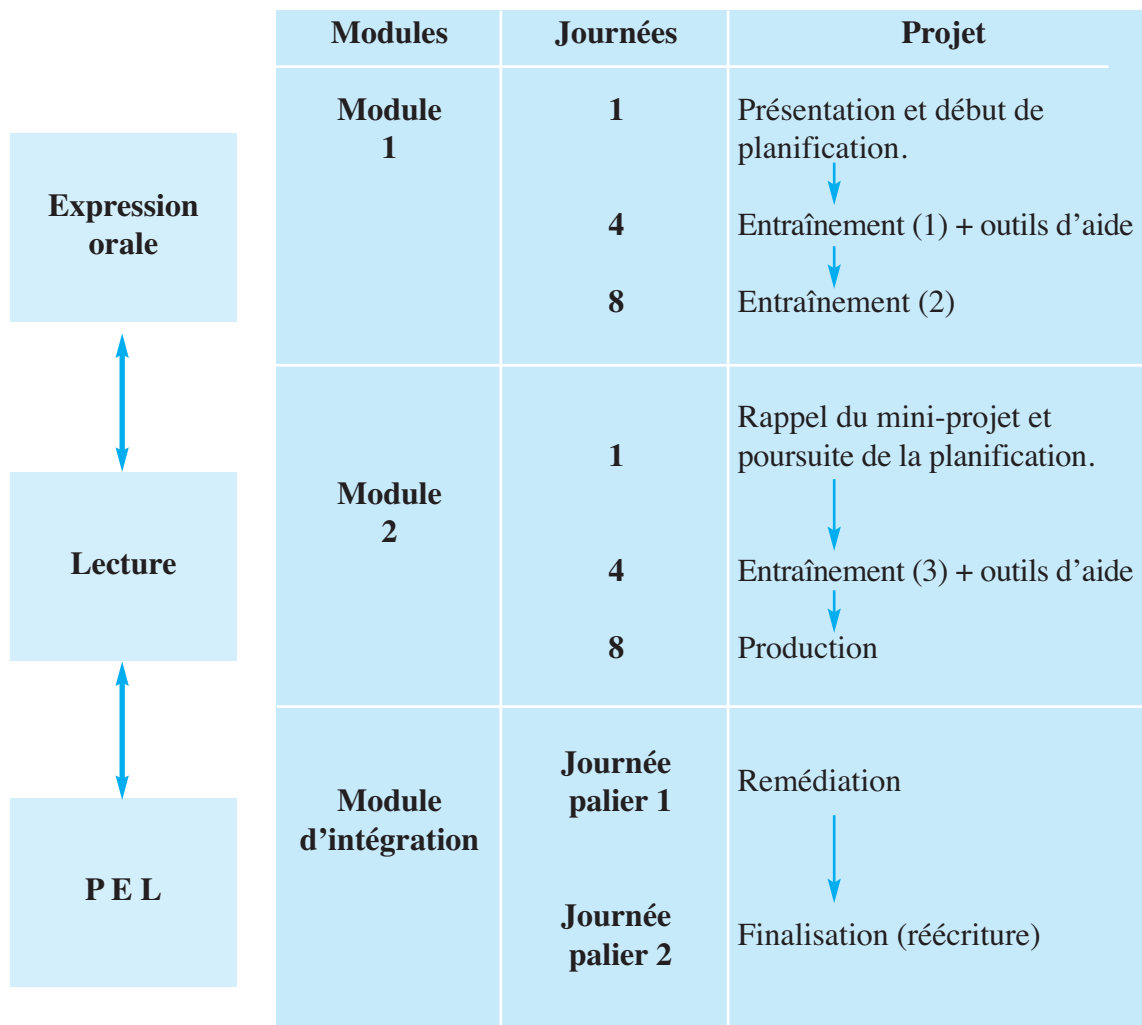 Modules Journées Projet
Expression
orale
Lecture
P E L
Module
1
1 Présentation et début de
planification.
4 Entraînement (1) + outils d’aide
8 Entraînement (2)
Module
2
1 Rappel du mini-projet et
poursuite de la planification.
4 Entraînement (3) + outils d’aide
8 Production
Module
d’intégration
Journée
palier 1
Remédiation
Journée
palier 2
Finalisation (réécriture)